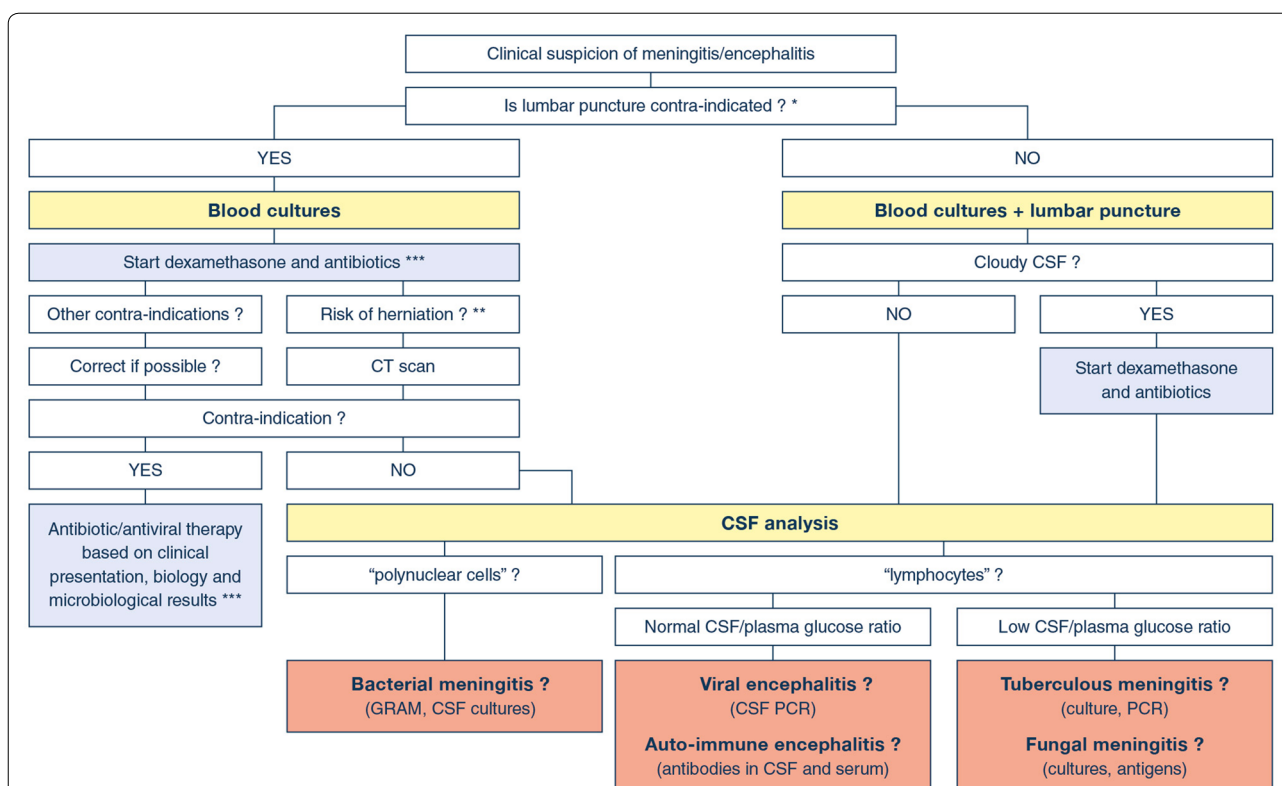 Clinical suspicion of meningitis/encephalitis
Is lumbar puncture contra-indicated ? *
YES
NO
Blood cultures
Blood cultures + lumbar puncture
Start dexamethasone and antibiotics ***
Cloudy CSF ?
Other contra-indications ?
Risk of herniation ? **
NO
YES
Correct if possible ?
CT scan
Start dexamethasone
and antibiotics
Contra-indication ?
YES
NO
Antibiotic/antiviral therapy
based on clinical
presentation, biology and
microbiological results ***
CSF analysis
“polynuclear cells” ?
“lymphocytes” ?
Normal CSF/plasma glucose ratio
Low CSF/plasma glucose ratio
Bacterial meningitis ?
(GRAM, CSF cultures)
Viral encephalitis ?
(CSF PCR)
Auto-immune encephalitis ?
(antibodies in CSF and serum)
Tuberculous meningitis ?
(culture, PCR)
Fungal meningitis ?
(cultures, antigens)